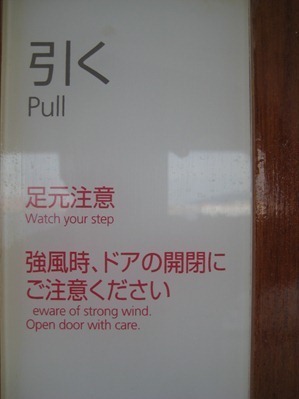 引く
Pull
足元注意
Watch your step
強風時、ドアの開閉に
ご注意ください
eware of strong wind.
Open door with care.